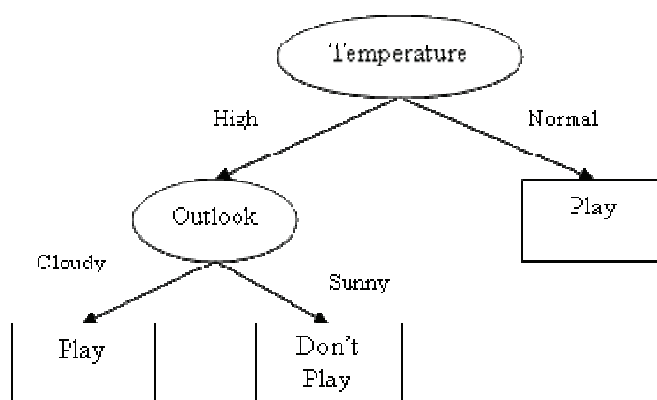 Temperature
High
Normal
Outlook
Play
Cloudy
Sunny
Play
Don't
Play